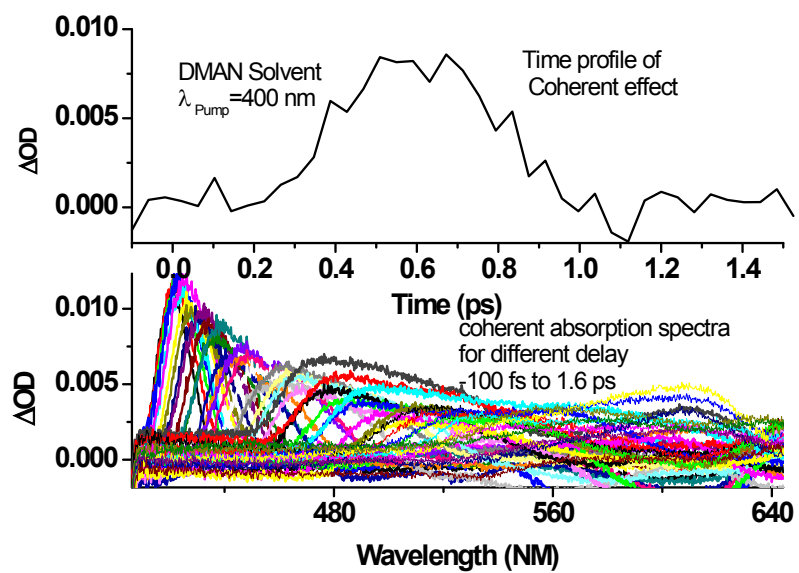 0.010
0.005
0.000
ΔOD
DMAN Solvent
λ Pump=400 nm
Time profile of
Coherent effect
0.0 0.2 0.4 0.6 0.8 1.0 1.2 1.4
Time (ps)
0.010
0.005
0.000
ΔOD
coherent absorption spectra
for different delay
-100 fs to 1.6 ps
480 560 640
Wavelength (NM)